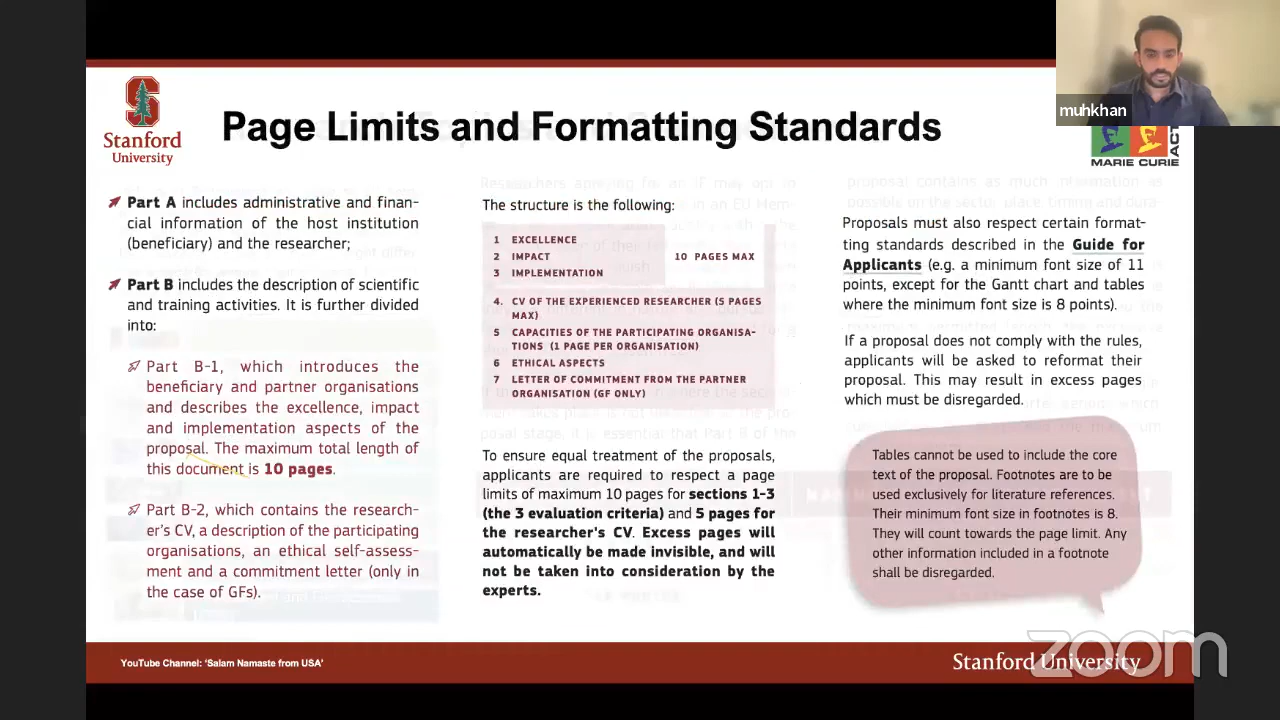 muhkhan
Stanford
University
Page Limits and Formatting Standards
MARIE CURIE
ACT
Part A includes administrative and finan-
cial information of the host institution
(beneficiary) and the researcher;
Part B includes the description of scientific
and training activities. It is further divided
into:
Part B-1, which introduces the
beneficiary and partner organisations
and describes the excellence, impact
and implementation aspects of the
proposal. The maximum total length of
this document is 10 pages.
Part B-2, which contains the research-
er's CV, a description of the participating
organisations, an ethical self-assess-
ment and a commitment letter (only in
the case of GFs).
The structure is the following:
1 EXCELLENCE
2 IMPACT
3 IMPLEMENTATION
10 PAGES MAX
4. CV OF THE EXPERIENCED RESEARCHER (5 PAGES
MAX)
5 CAPACITIES OF THE PARTICIPATING ORGANISA-
TIONS (1 PAGE PER ORGANISATION)
6 ETHICAL ASPECTS
7 LETTER OF COMMITMENT FROM THE PARTNER
ORGANISATION (GF ONLY)
To ensure equal treatment of the proposals,
applicants are required to respect a page
limits of maximum 10 pages for sections 1-3
(the 3 evaluation criteria) and 5 pages for
the researcher's CV. Excess pages will
automatically be made invisible, and will
not be taken into consideration by the
experts.
Proposals must also respect certain format-
ting standards described in the Guide for
Applicants (e.g. a minimum font size of 11
points, except for the Gantt chart and tables
where the minimum font size is 8 points).
If a proposal does not comply with the rules,
applicants will be asked to reformat their
proposal. This may result in excess pages
which must be disregarded.
Tables cannot be used to include the core
text of the proposal. Footnotes are to be
used exclusively for literature references.
Their minimum font size in footnotes is 8.
They will count towards the page limit. Any
other information included in a footnote
shall be disregarded.
YouTube Channel: 'Salam Namaste from USA'
Stanford University
zoom